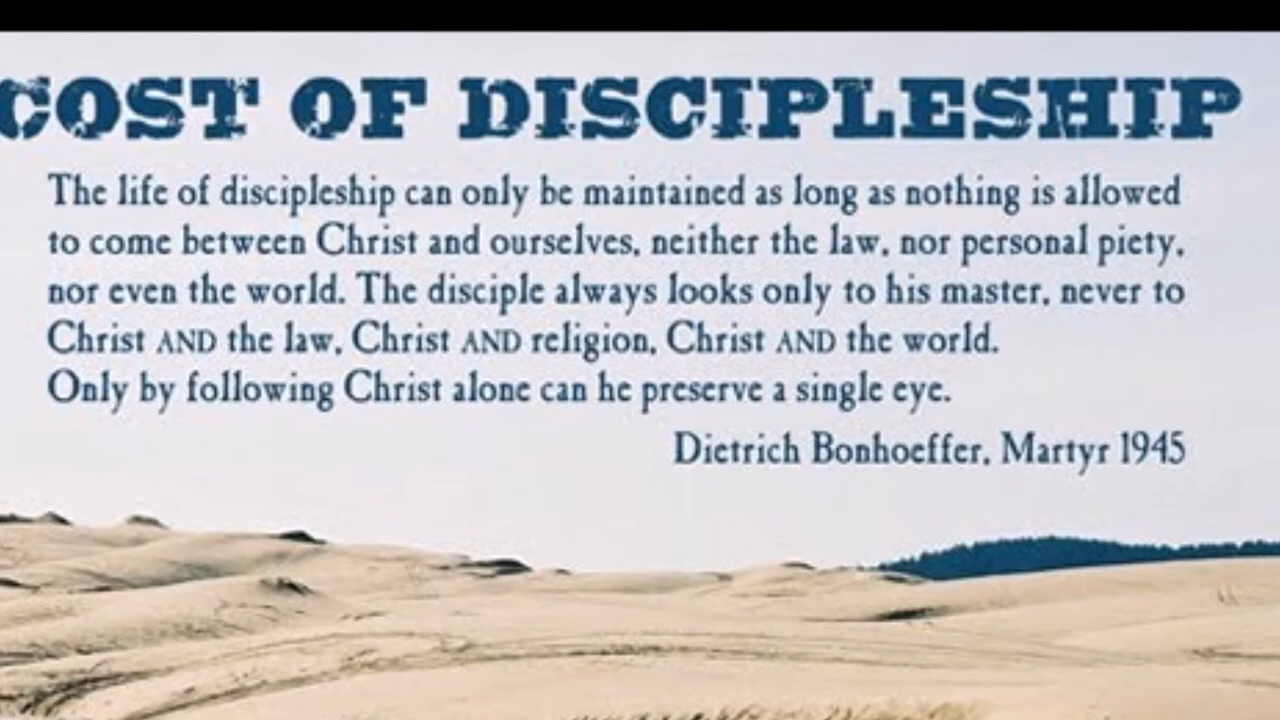 COST OF DISCIPLESHIP
The life of discipleship can only be maintained as long as nothing is allowed
to come between Christ and ourselves, neither the law, nor personal piety,
nor even the world. The disciple always looks only to his master, never to
Christ AND the law, Christ AND religion, Christ AND the world.
Only by following Christ alone can he preserve a single eye.
Dietrich Bonhoeffer, Martyr 1945